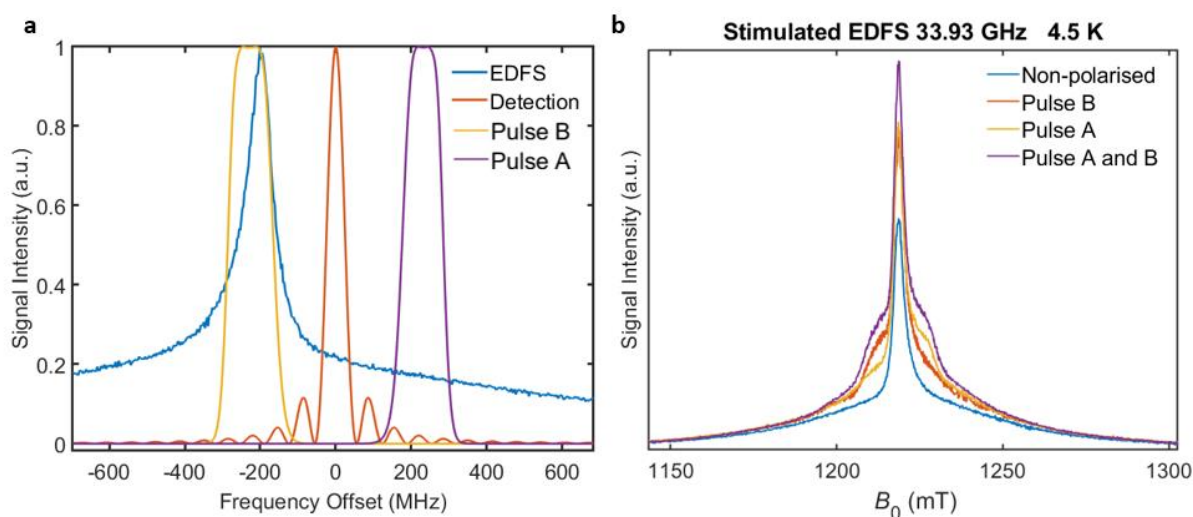 a
1
0.8
0.6
0.4
0.2
0
Signal Intensity (a.u.)
-600 -400 -200 0 200 400 600
Frequency Offset (MHz)
EDFS
Detection
Pulse B
Pulse A
b
Stimulated EDFS 33.93 GHz 4.5 K
Signal Intensity (a.u.)
Non-polarised
Pulse B
Pulse A
Pulse A and B
1150 1200 1250 1300
B0 (mT)